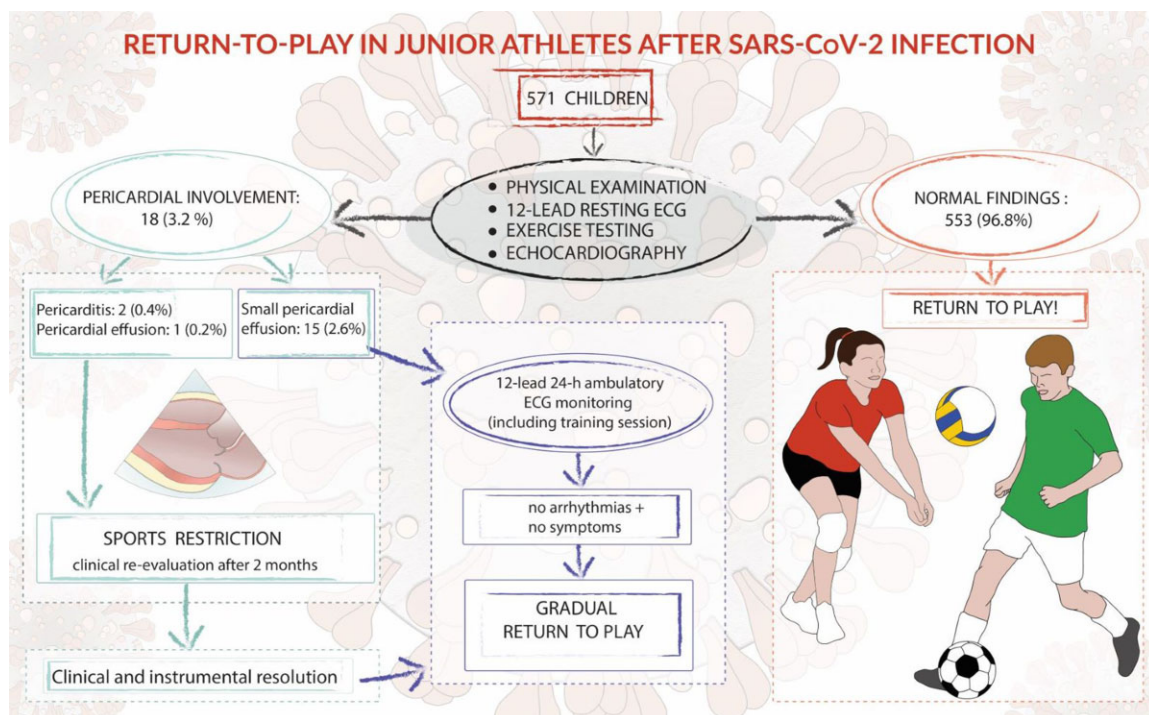 RETURN-TO-PLAY IN JUNIOR ATHLETES AFTER SARS-CoV-2 INFECTION
571 CHILDREN
• PHYSICAL EXAMINATION
• 12-LEAD RESTING ECG
• EXERCISE TESTING
• ECHOCARDIOGRAPHY
PERICARDIAL INVOLVEMENT:
18 (3.2 %)
NORMAL FINDINGS :
553 (96.8%)
Pericarditis: 2 (0.4%)
Pericardial effusion: 1 (0.2%)
Small pericardial
effusion: 15 (2.6%)
RETURN TO PLAY!
12-lead 24-h ambulatory
ECG monitoring
(including training session)
no arrhythmias +
no symptoms
SPORTS RESTRICTION
clinical re-evaluation after 2 months
GRADUAL
RETURN TO PLAY
Clinical and instrumental resolution